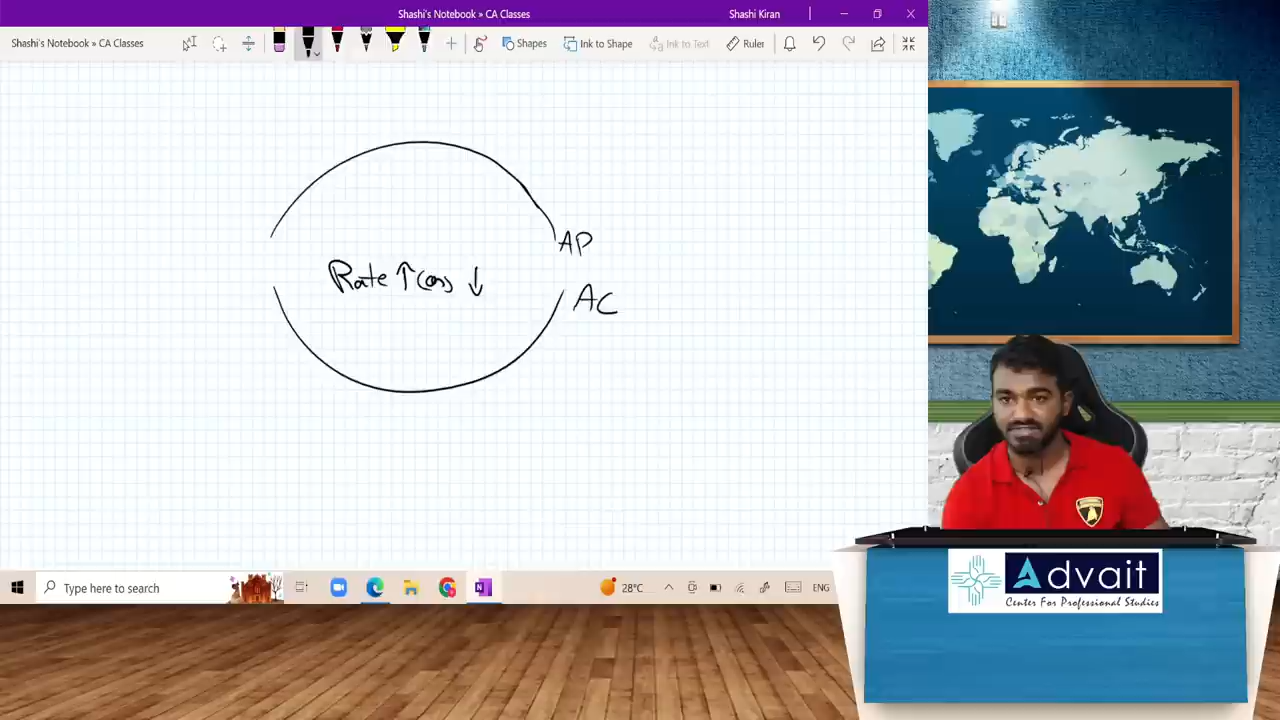 Shashi's Notebook » CA Classes
Shashi Kiran
Shashi's Notebook » CA Classes
Shapes
Ink to Shape
Ink to Text
Ruler
AP
Rate ↑ Cons ↓
AC
Type here to search
28°C
ENG
Advait
Center For Professional Studies